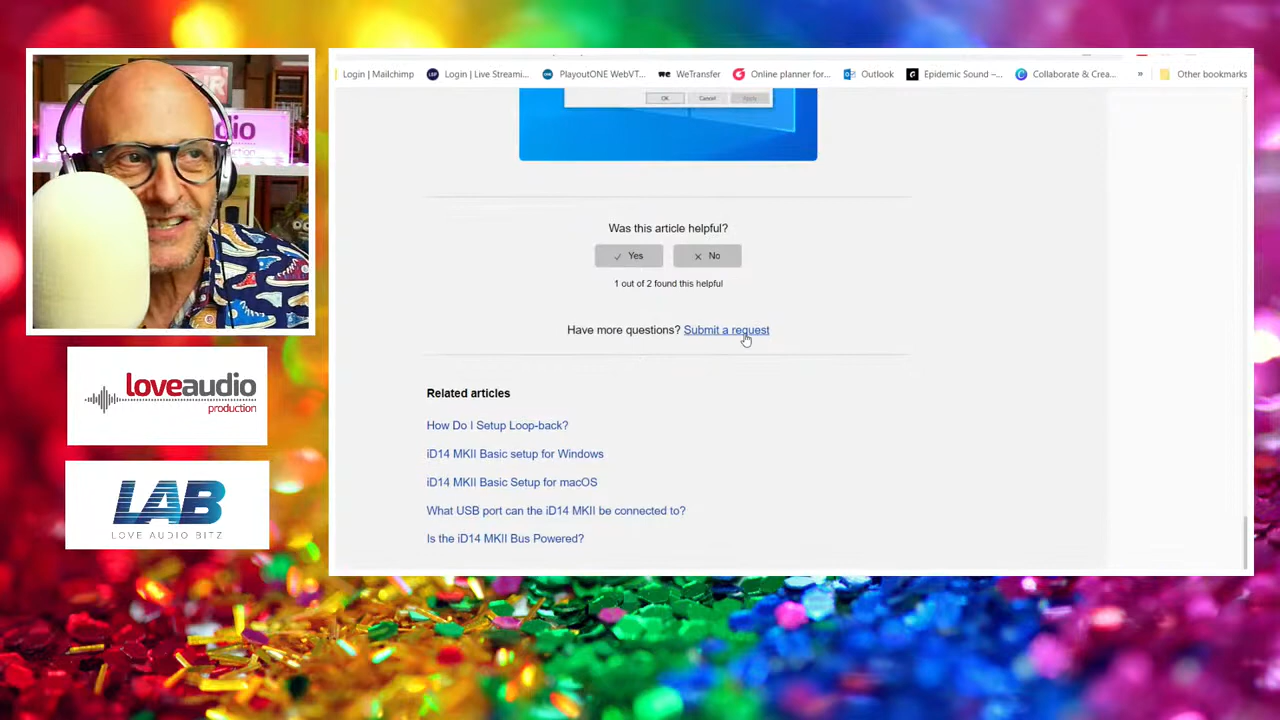 Login | Mailchimp
Login | Live Streami...
PlayoutONE WebVT...
WeTransfer
Online planner for...
Outlook
Epidemic Sound –...
Collaborate & Crea...
»
Other bookmarks
OK
Cancel
Apply
Was this article helpful?
Yes
No
1 out of 2 found this helpful
Have more questions? Submit a request
Related articles
How Do I Setup Loop-back?
iD14 MKII Basic setup for Windows
iD14 MKII Basic Setup for macOS
What USB port can the iD14 MKII be connected to?
Is the iD14 MKII Bus Powered?
loveaudio
production
LAB
LOVE AUDIO BITZ